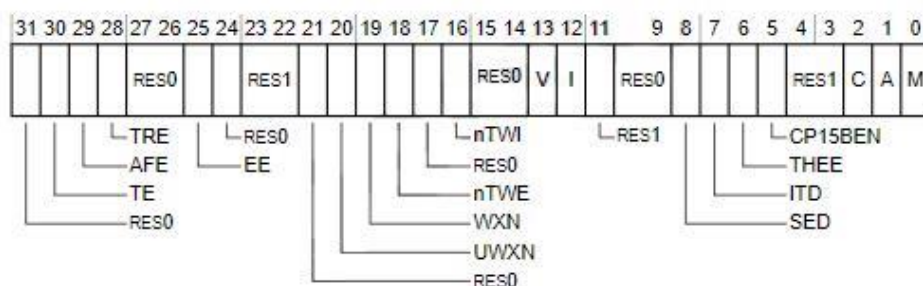 31 30 29 28 27 26 25 24 23 22 21 20 19 18 17 16 15 14 13 12 11 9 8 7 6 5 4 3 2 1 0
RES0 RES1 RES0 V I RES0 RES1 C A M
TRE RES0 nTWI RES1 CP15BEN
AFE EE RES0 THEE
TE nTWE ITD
RES0 WXN SED
UWXN
RES0